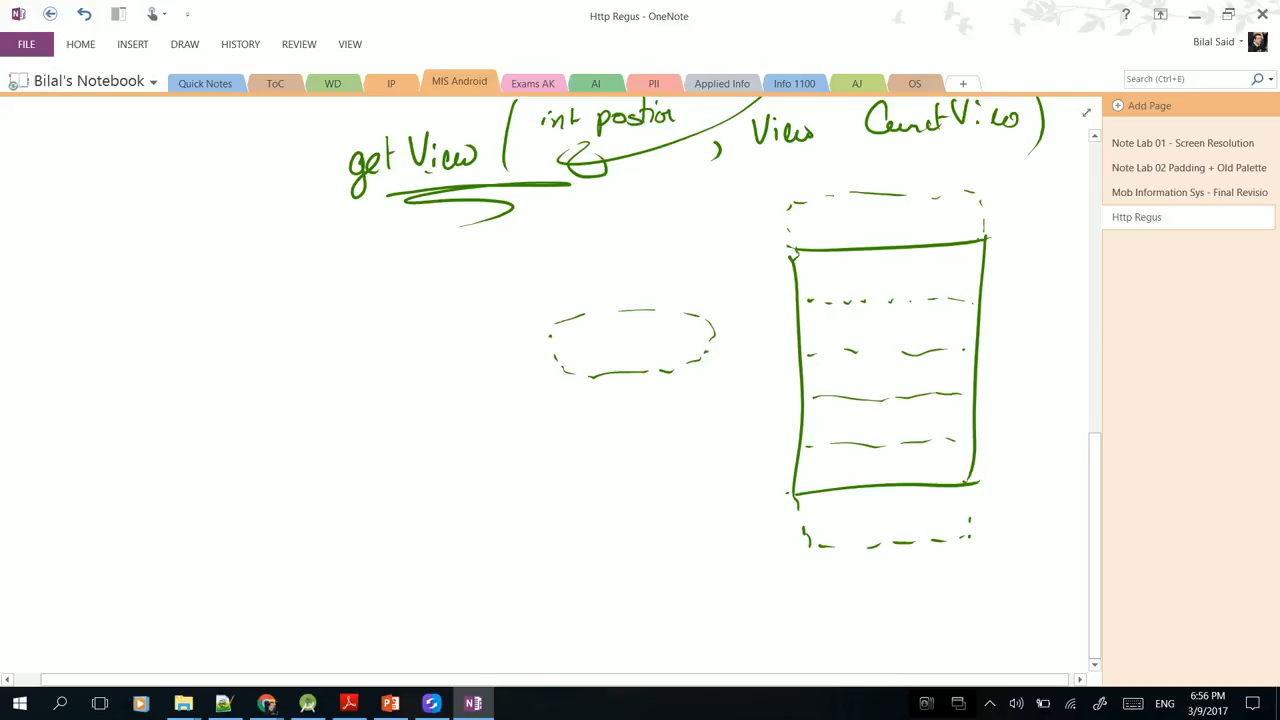 Http Regus - OneNote
?
FILE HOME INSERT DRAW HISTORY REVIEW VIEW
Bilal Said
Bilal's Notebook
Quick Notes ToC WD IP MIS Android Exams AK AI PII Applied Info Info 1100 AJ OS +
Search (Ctrl+E)
Add Page
Note Lab 01 - Screen Resolution
Note Lab 02 Padding + Old Palette
Mob Information Sys - Final Revisio
Http Regus
getView ( int postion , View CurretView )
ENG
6:56 PM
3/9/2017